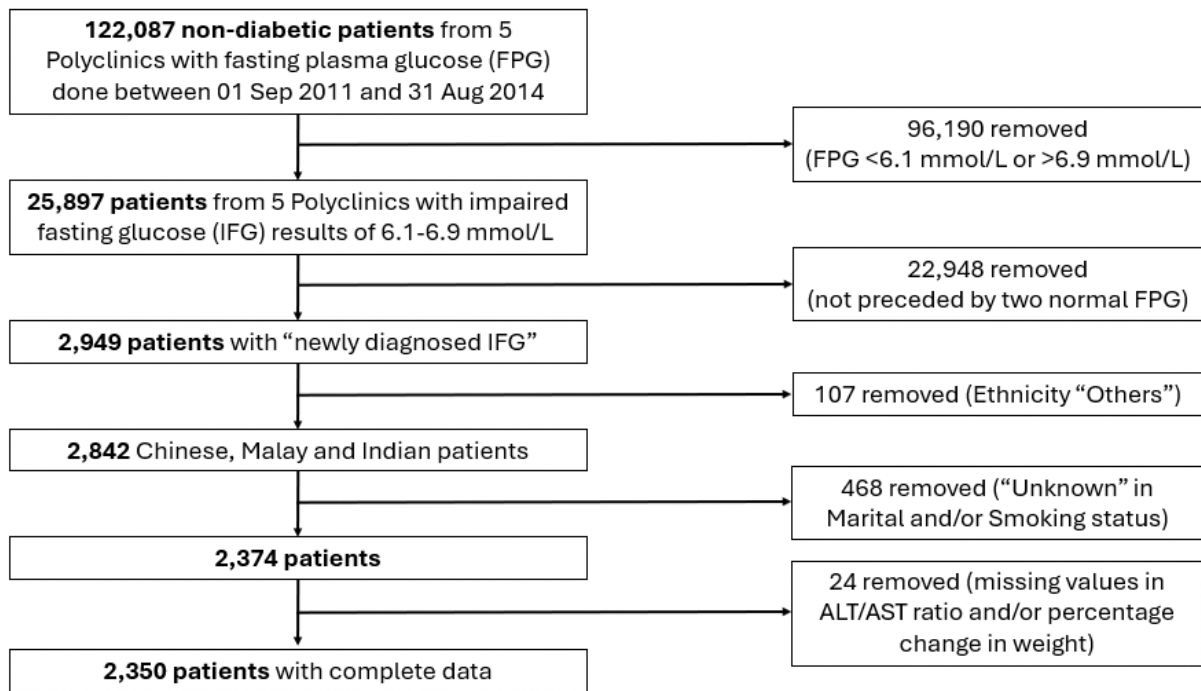 122,087 non-diabetic patients from 5
Polyclinics with fasting plasma glucose (FPG)
done between 01 Sep 2011 and 31 Aug 2014
96,190 removed
(FPG <6.1 mmol/L or >6.9 mmol/L)
25,897 patients from 5 Polyclinics with impaired
fasting glucose (IFG) results of 6.1-6.9 mmol/L
22,948 removed
(not preceded by two normal FPG)
2,949 patients with “newly diagnosed IFG”
107 removed (Ethnicity “Others”)
2,842 Chinese, Malay and Indian patients
468 removed (“Unknown” in
Marital and/or Smoking status)
2,374 patients
24 removed (missing values in
ALT/AST ratio and/or percentage
change in weight)
2,350 patients with complete data